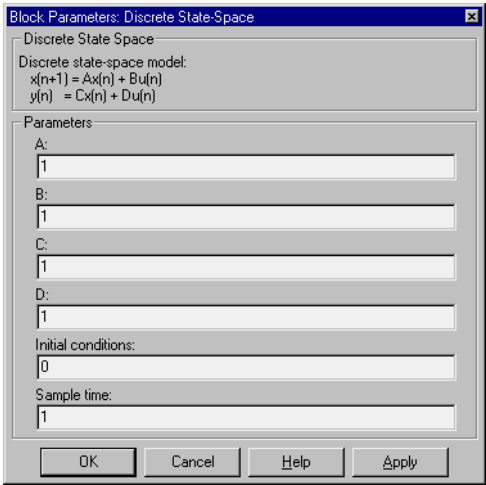 Block Parameters: Discrete State-Space
Discrete State Space
Discrete state-space model:
x(n+1) = Ax(n) + Bu(n)
y(n) = Cx(n) + Du(n)
Parameters
A:
1
B:
1
C:
1
D:
1
Initial conditions:
0
Sample time:
1
OK Cancel Help Apply